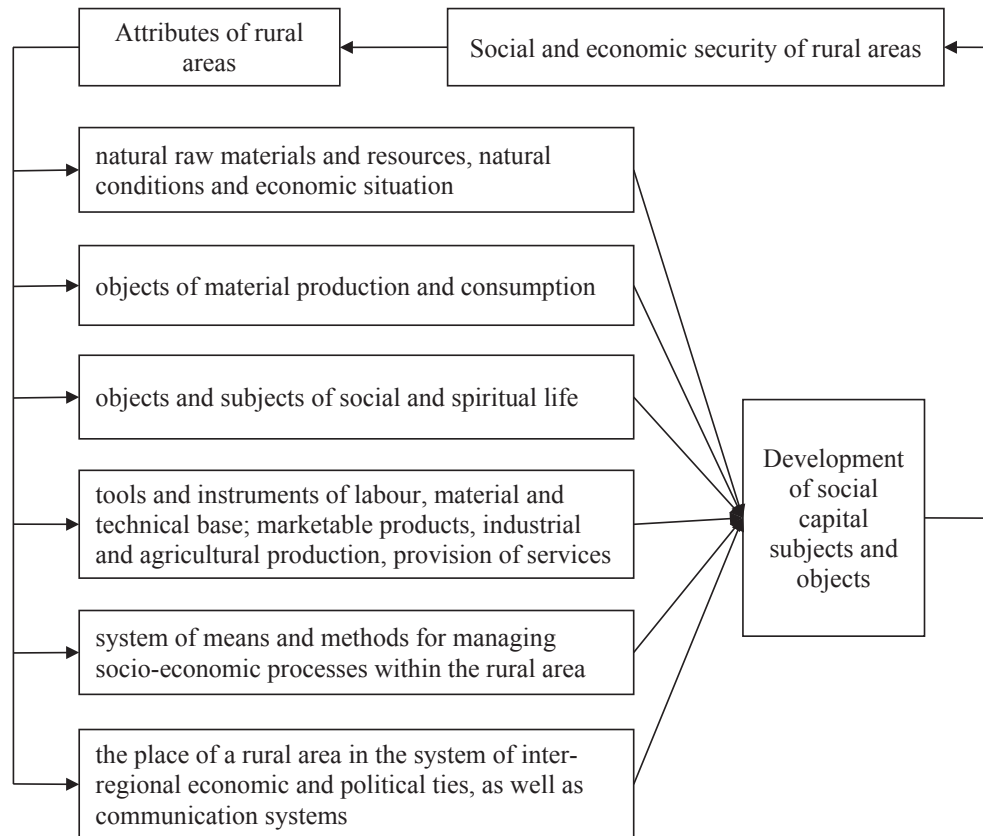 Attributes of rural
areas
Social and economic security of rural areas
natural raw materials and resources, natural
conditions and economic situation
objects of material production and consumption
objects and subjects of social and spiritual life
tools and instruments of labour, material and
technical base; marketable products, industrial
and agricultural production, provision of services
system of means and methods for managing
socio-economic processes within the rural area
the place of a rural area in the system of inter-
regional economic and political ties, as well as
communication systems
Development
of social
capital
subjects and
objects